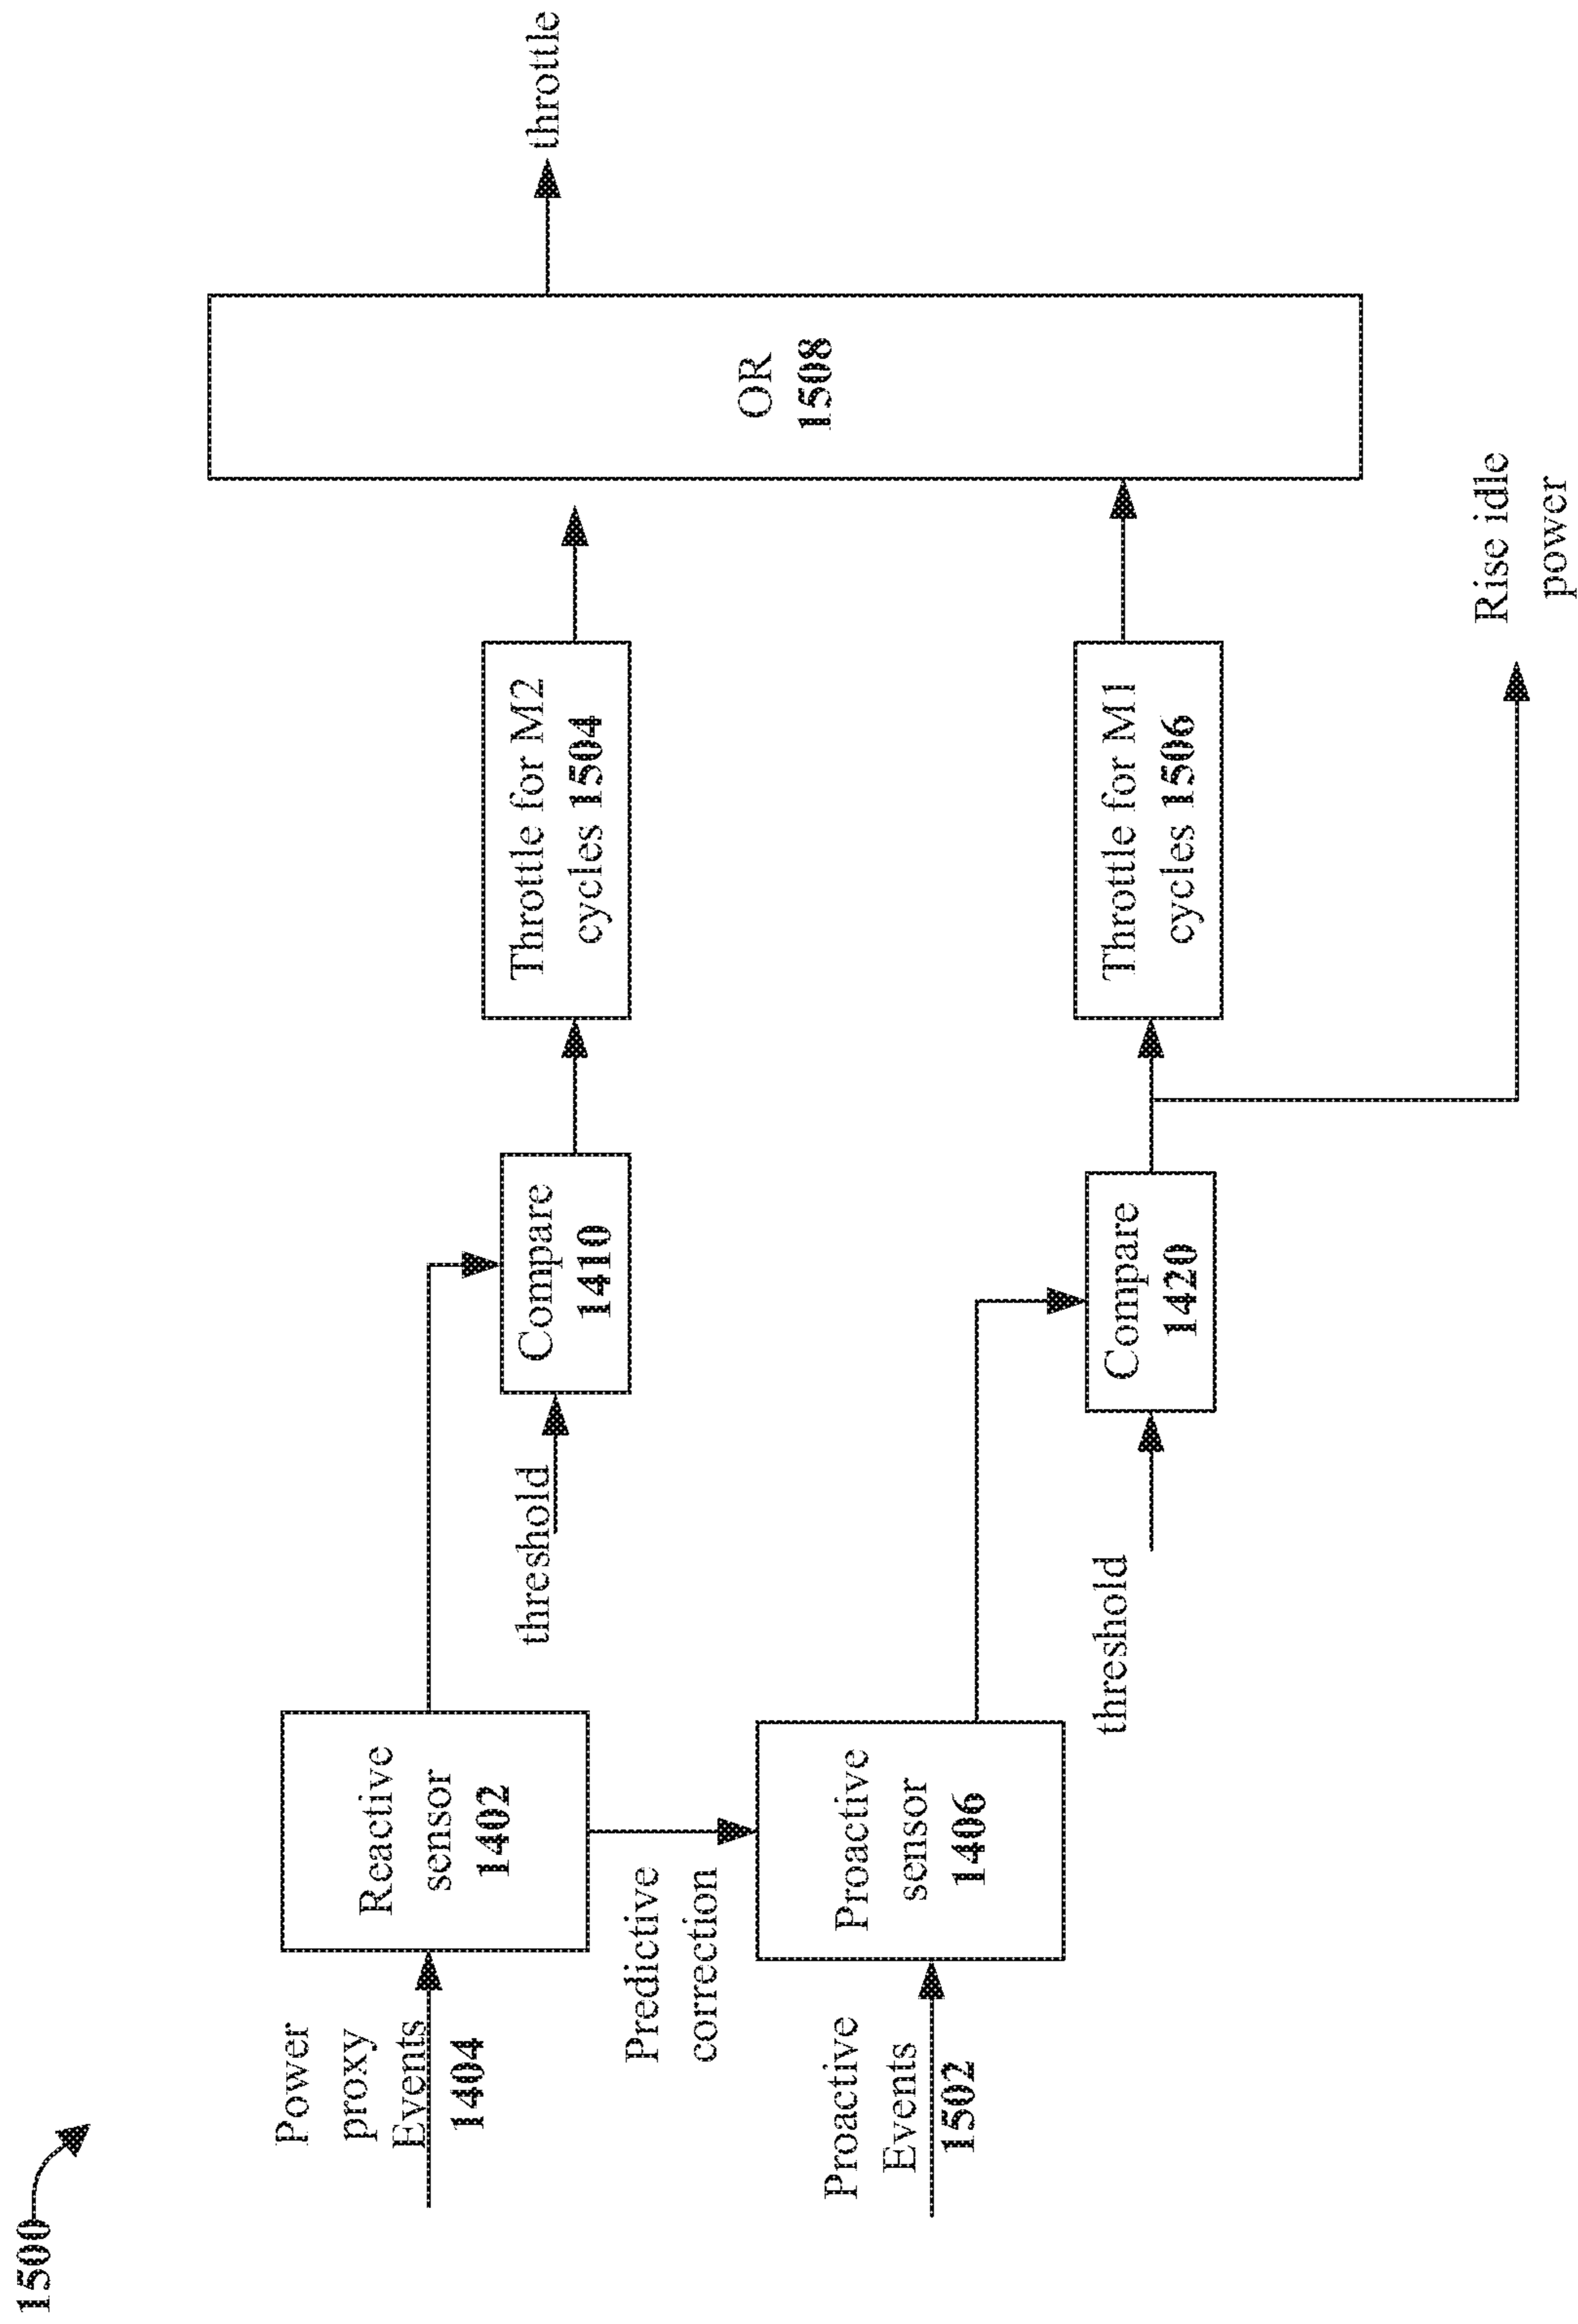 1500
Power
proxy
Events
1404
Reactive
sensor
1402
Predictive
correction
Proactive
Events
1502
Proactive
sensor
1406
threshold
Compare
1410
threshold
Compare
1420
Throttle for M2
cycles 1504
Throttle for M1
cycles 1506
Rise idle
power
OR
1508
throttle